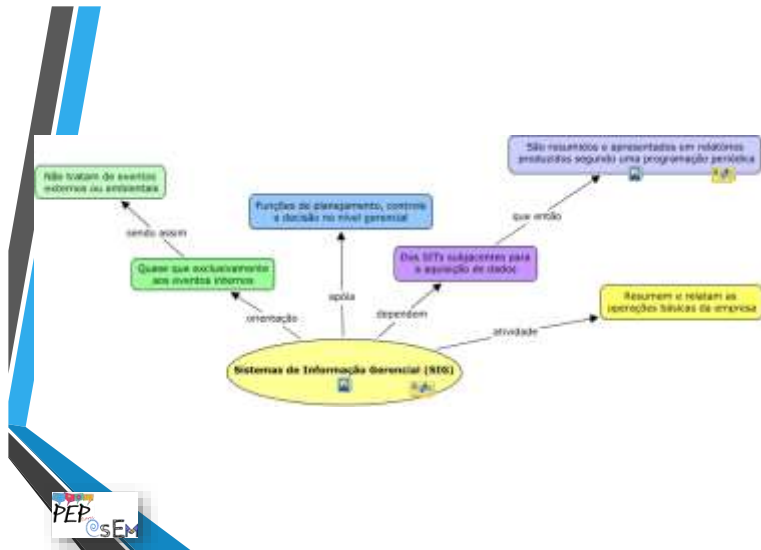 São resumidos e apresentados em relatórios
produzidos segundo uma programação periódica
Não tratam de eventos
externos ou ambientais
Funções de planejamento, controle
e decisão no nível gerencial
que então
sendo assim
Dos SITs subjacentes para
a aquisição de dados
Quase que exclusivamente
aos eventos internos
Resumem e relatam as
operações básicas da empresa
apóia
orientação
dependem
atividade
Sistemas de Informação Gerencial (SIG)
PEP
@sEM